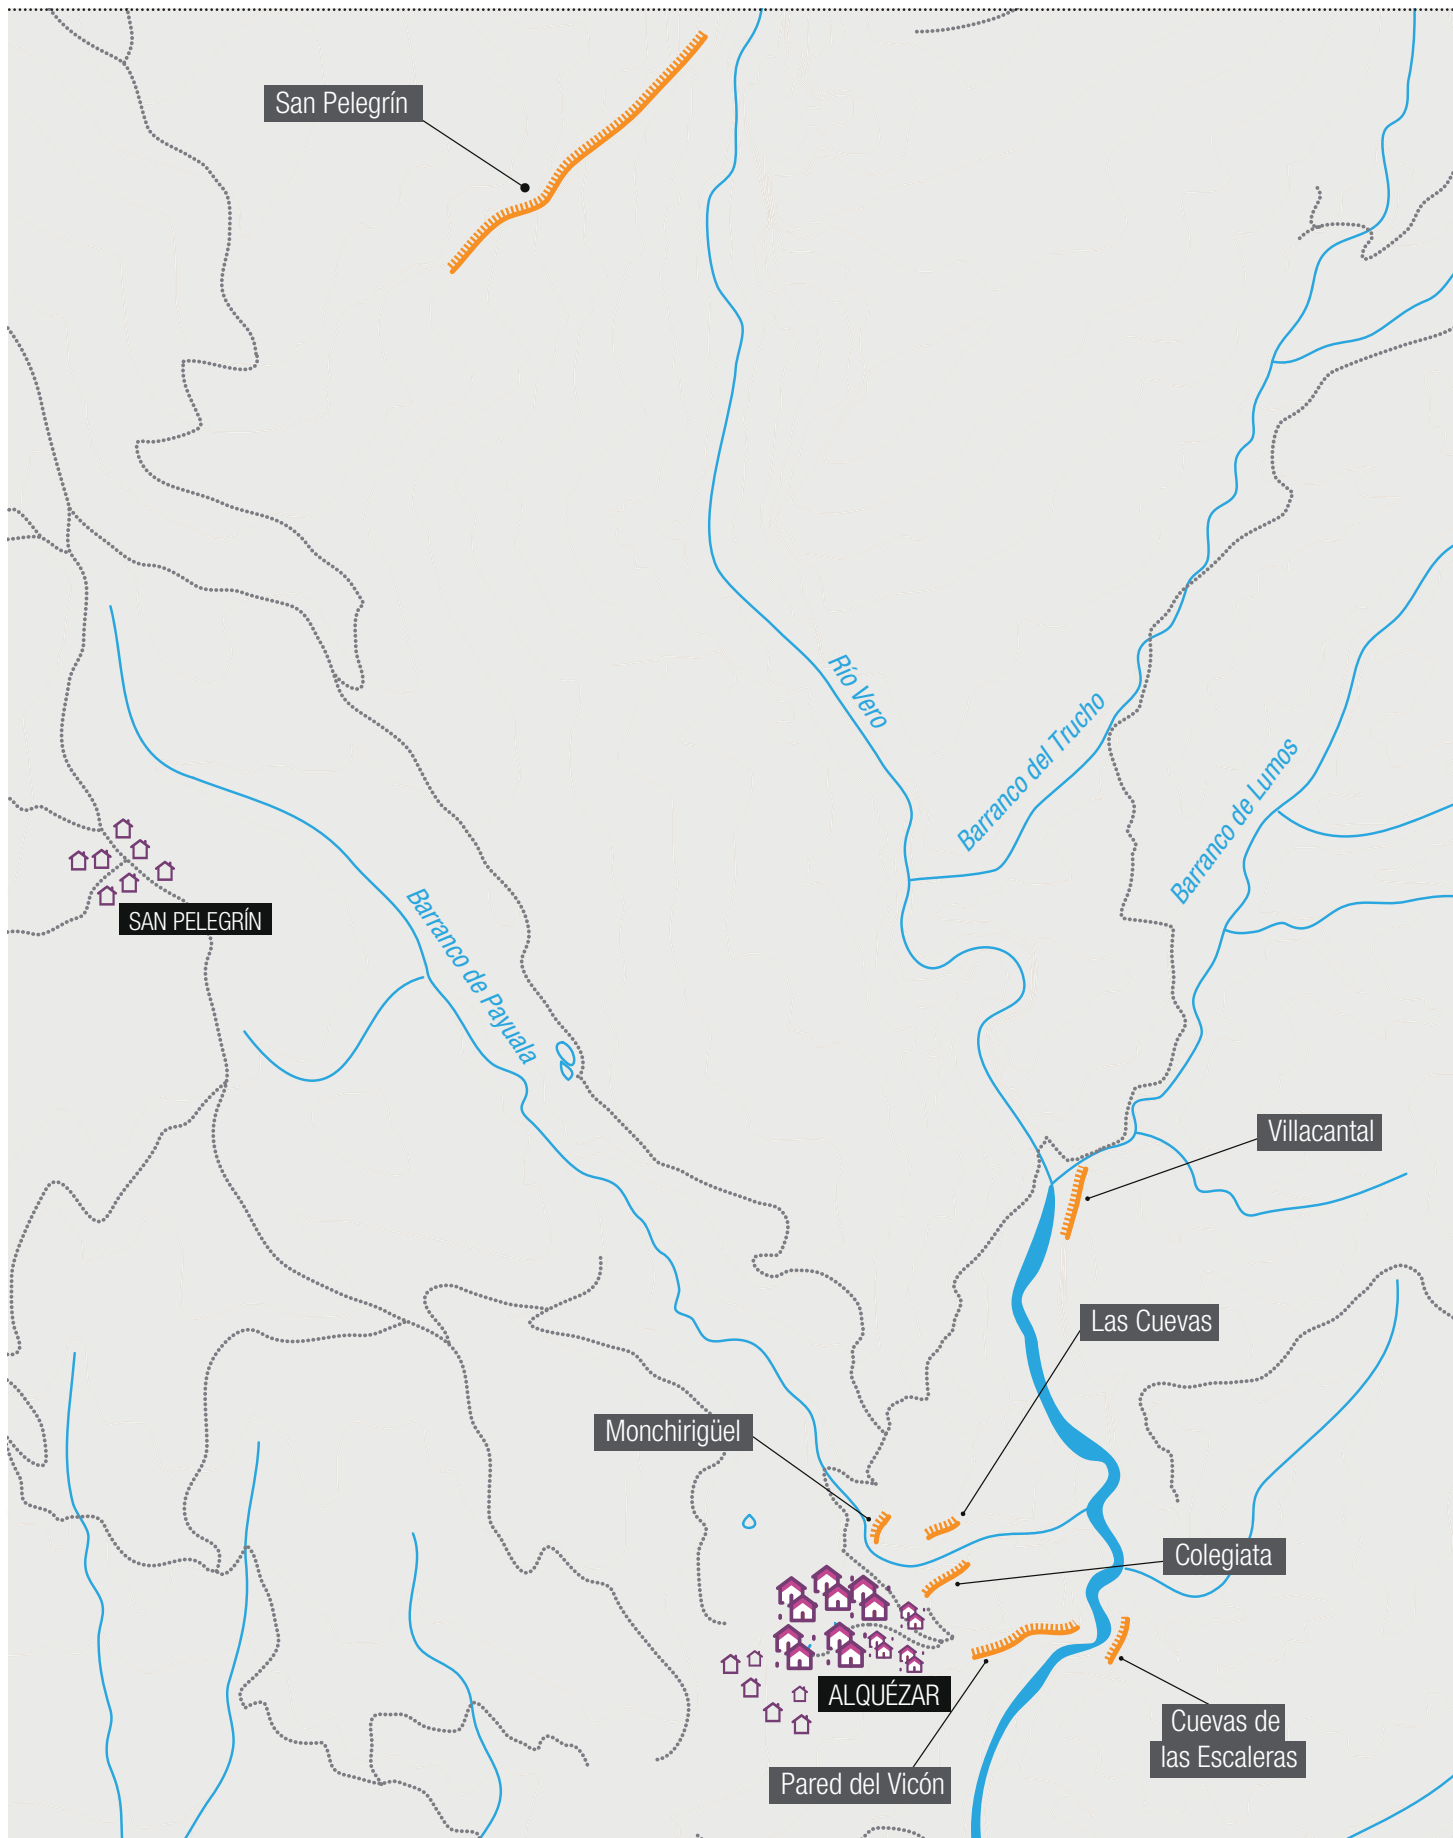 San Pelegrín
Río Vero
Barranco del Trucho
Barranco de Lumos
SAN PELEGRÍN
Barranco de Payuala
Villacantal
Las Cuevas
Monchirigüel
Colegiata
ALQUÉZAR
Cuevas de
las Escaleras
Pared del Vicón